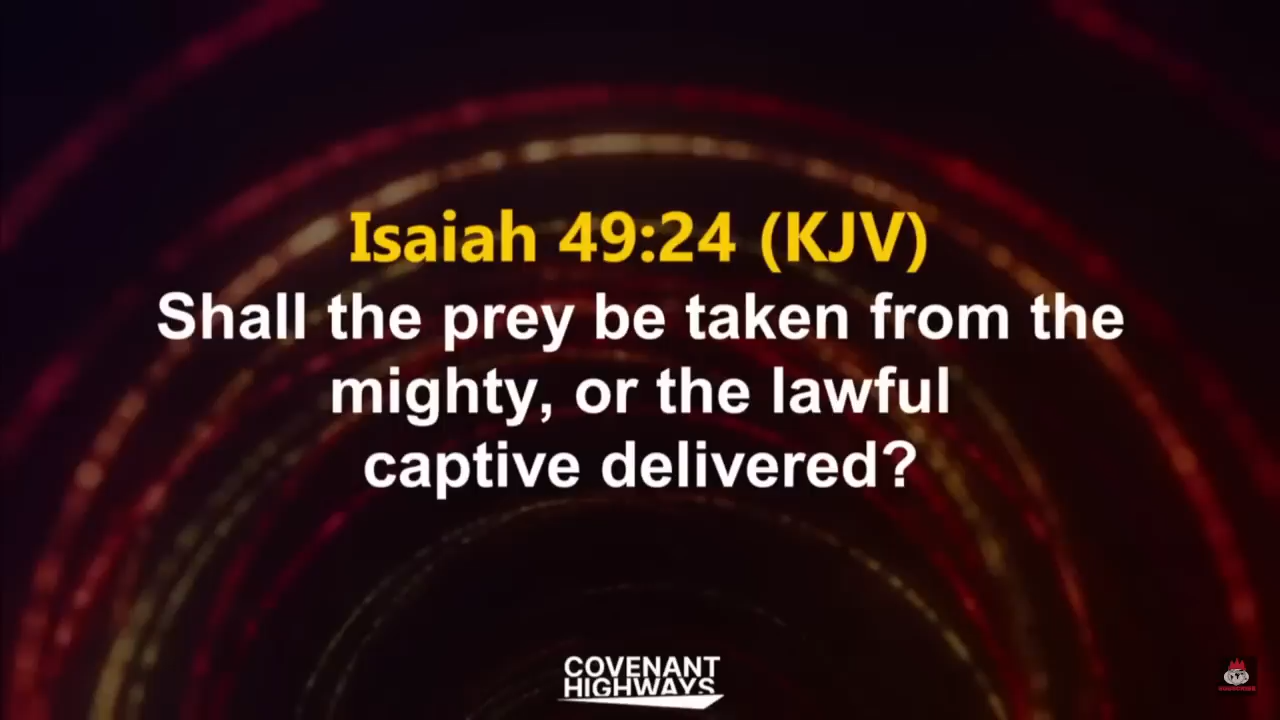 Isaiah 49:24 (KJV)
Shall the prey be taken from the
mighty, or the lawful
captive delivered?
COVENANT
HIGHWAYS